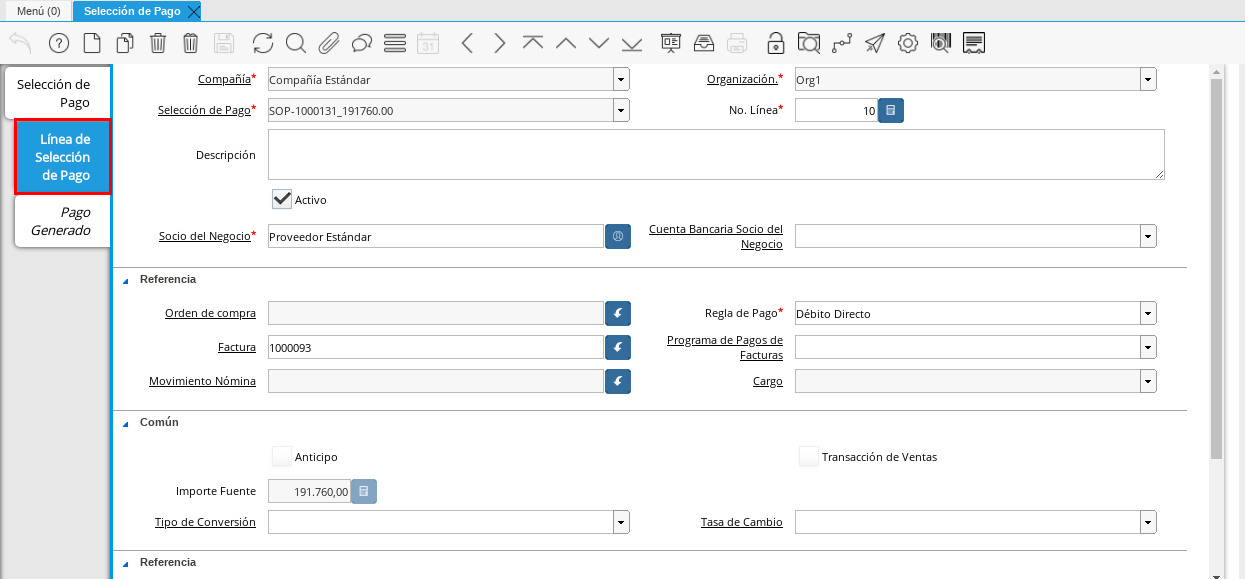 Menú (0)
Selección de Pago
31
Selección de
Pago
Línea de
Selección
de Pago
Pago
Generado
Compañía*
Compañía Estándar
Organización.*
Org1
Selección de Pago*
SOP-1000131_191760.00
No. Línea*
10
Descripción
Activo
Socio del Negocio*
Proveedor Estándar
Cuenta Bancaria Socio del
Negocio
Referencia
Orden de compra
Regla de Pago*
Débito Directo
Factura
1000093
Programa de Pagos de
Facturas
Movimiento Nómina
Cargo
Común
Anticipo
Transacción de Ventas
Importe Fuente
191.760,00
Tipo de Conversión
Tasa de Cambio
Referencia